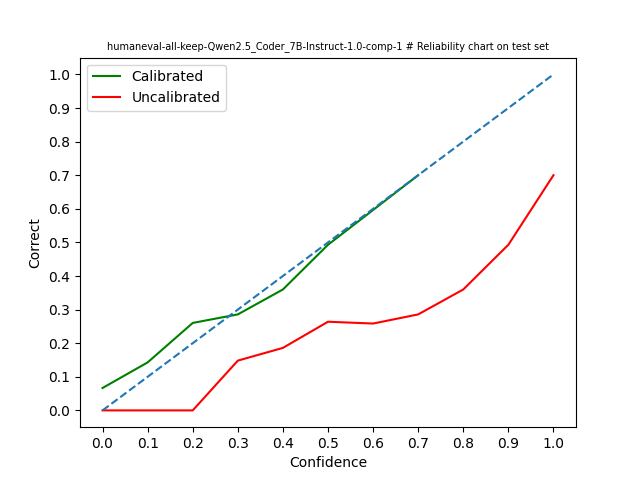 humaneval-all-keep-Qwen2.5_Coder_7B-Instruct-1.0-comp-1 # Reliability chart on test set
Calibrated
Uncalibrated
1.0
0.9
0.8
0.7
0.6
0.5
0.4
0.3
0.2
0.1
0.0
Correct
0.0 0.1 0.2 0.3 0.4 0.5 0.6 0.7 0.8 0.9 1.0
Confidence